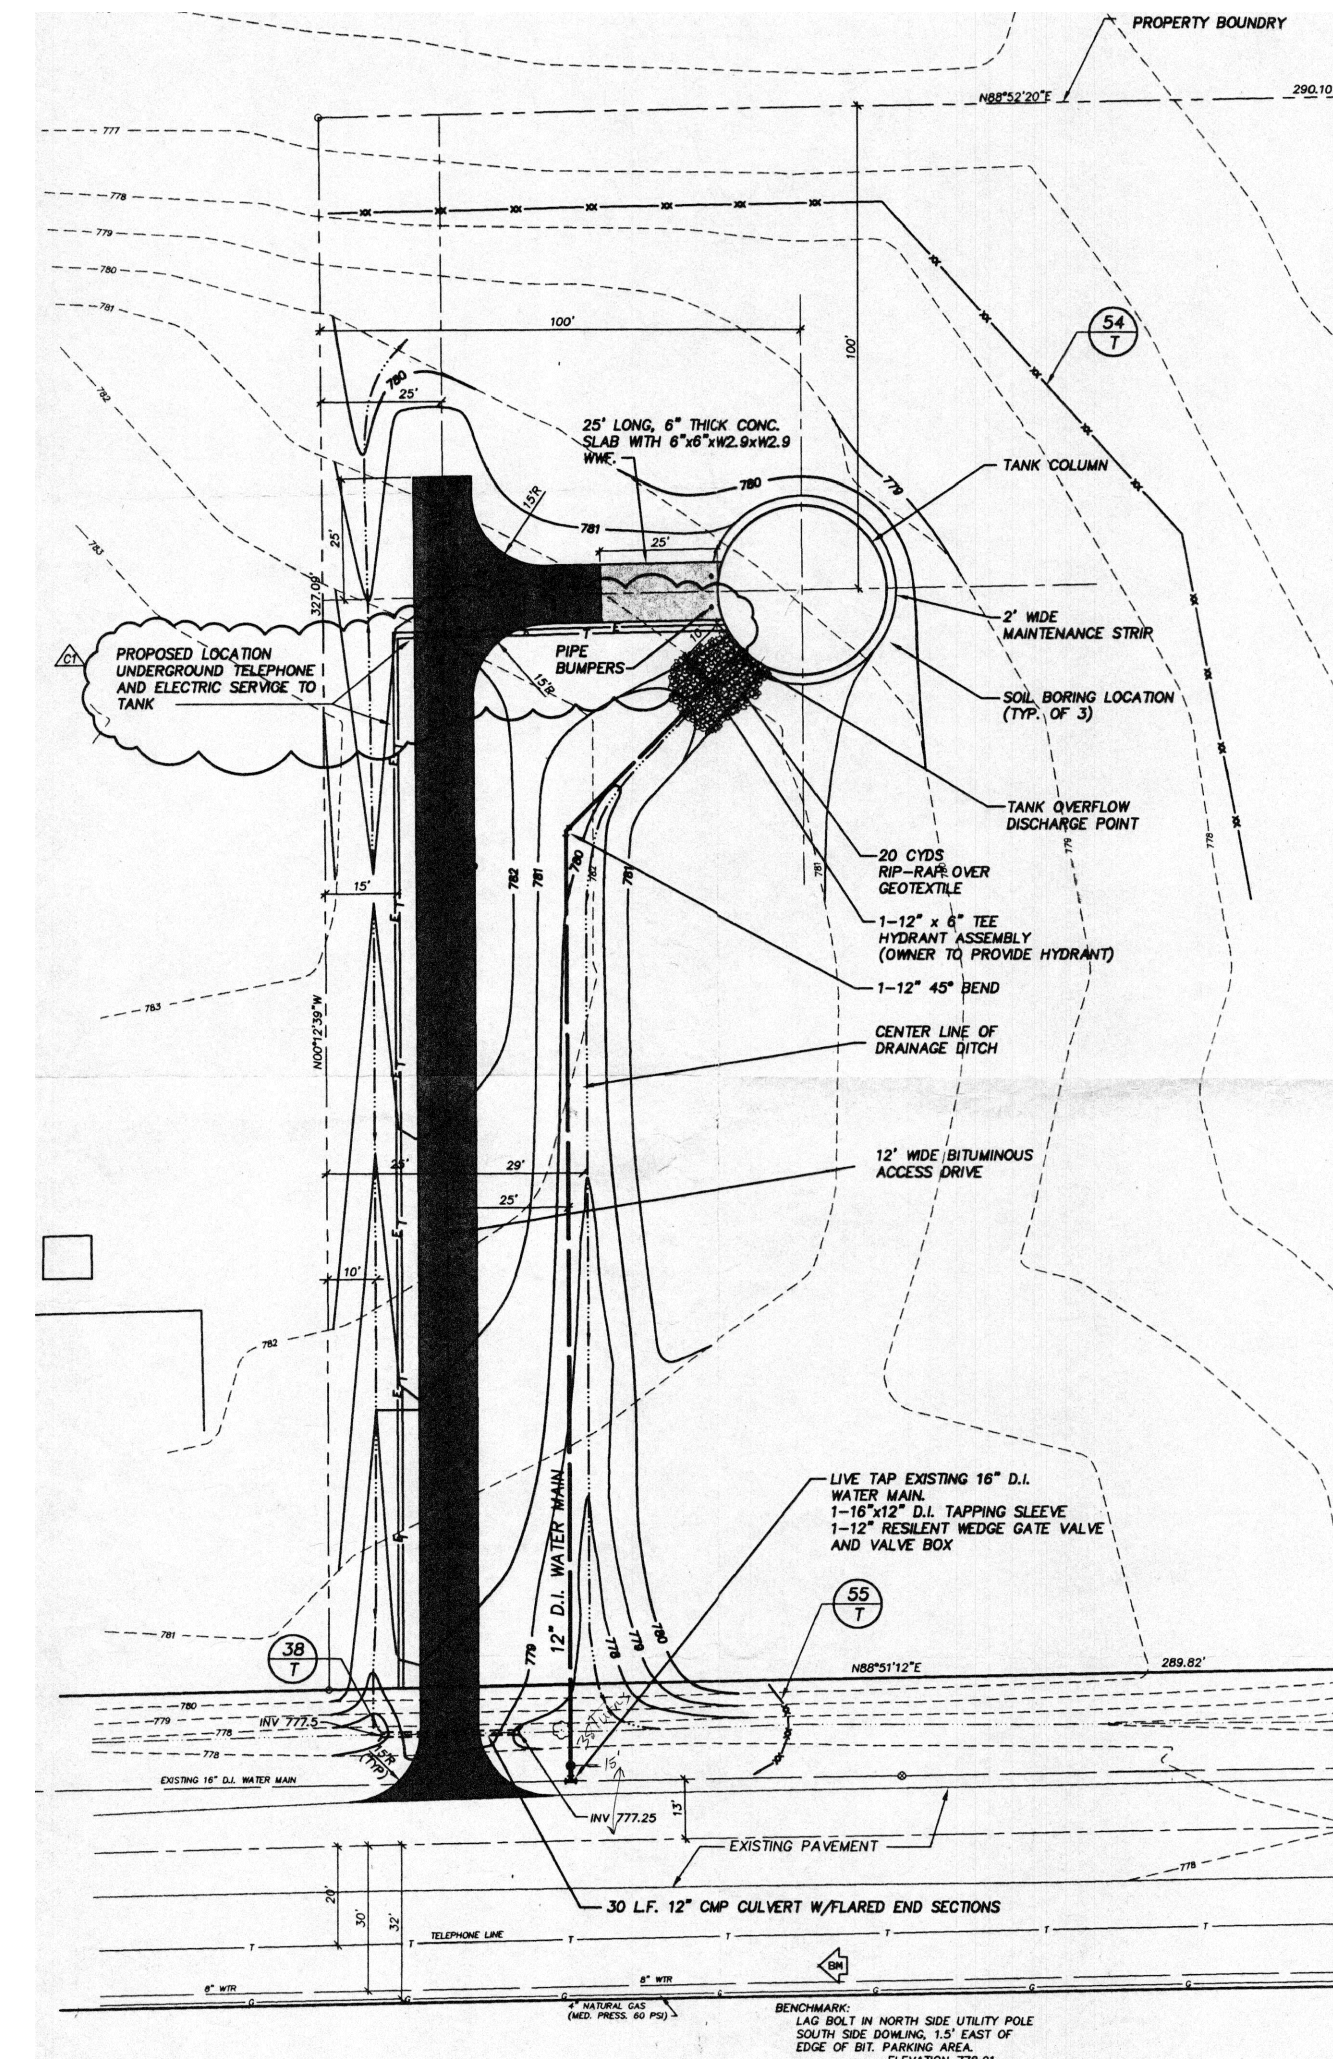 PROPERTY BOUNDRY
N88°52'20"E
290.10
777
778
779
780
781
782
783
100'
100'
780
25'
25' LONG, 6" THICK CONC.
SLAB WITH 6"x6"xW2.9xW2.9
WWF.
54
T
TANK COLUMN
780
779
15'R
781
25'
25'
327.09'
2' WIDE
MAINTENANCE STRIP
C1
PROPOSED LOCATION
UNDERGROUND TELEPHONE
AND ELECTRIC SERVICE TO
TANK
T E
PIPE
BUMPERS
10'
15'R
SOIL BORING LOCATION
(TYP. OF 3)
TANK OVERFLOW
DISCHARGE POINT
20 CYDS
RIP-RAP OVER
GEOTEXTILE
1-12" x 6" TEE
HYDRANT ASSEMBLY
(OWNER TO PROVIDE HYDRANT)
1-12" 45° BEND
15'
782
781
780
782
781
781
779
778
783
N00°12'39"W
CENTER LINE OF
DRAINAGE DITCH
12' WIDE BITUMINOUS
ACCESS DRIVE
25'
29'
25'
10'
782
12" D.I. WATER MAIN
LIVE TAP EXISTING 16" D.I.
WATER MAIN.
1-16"x12" D.I. TAPPING SLEEVE
1-12" RESILENT WEDGE GATE VALVE
AND VALVE BOX
55
T
781
38
T
779
778
779
780
N88°51'12"E
289.82'
780
779
778
778
INV 777.5
15'R
(TYP)
15'
EXISTING 16" D.I. WATER MAIN
INV 777.25
13'
EXISTING PAVEMENT
778
20'
30'
32'
30 L.F. 12" CMP CULVERT W/FLARED END SECTIONS
TELEPHONE LINE
T T T T T T
BM
8" WTR
8" WTR
G G G G G G
4" NATURAL GAS
(MED. PRESS. 60 PSI)
BENCHMARK:
LAG BOLT IN NORTH SIDE UTILITY POLE
SOUTH SIDE DOWLING, 1.5' EAST OF
EDGE OF BIT. PARKING AREA.